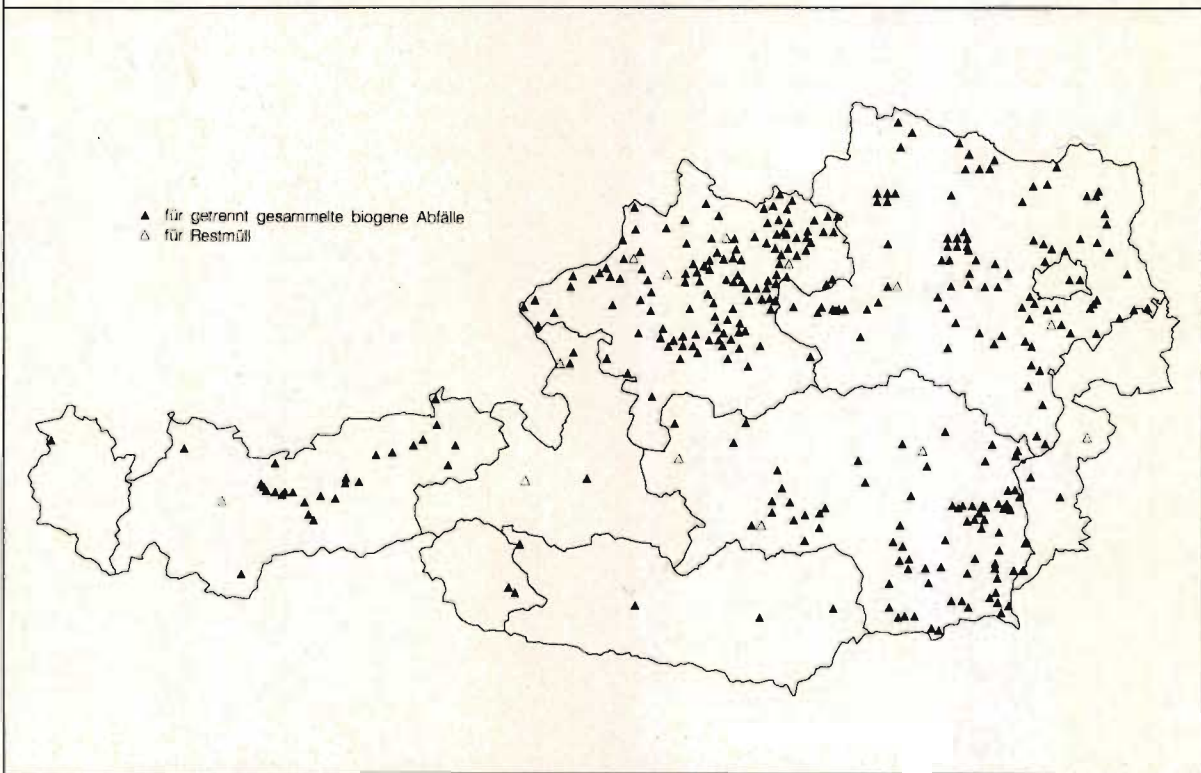 ▲ für getrennt gesammelte biogene Abfälle
△ für Restmüll